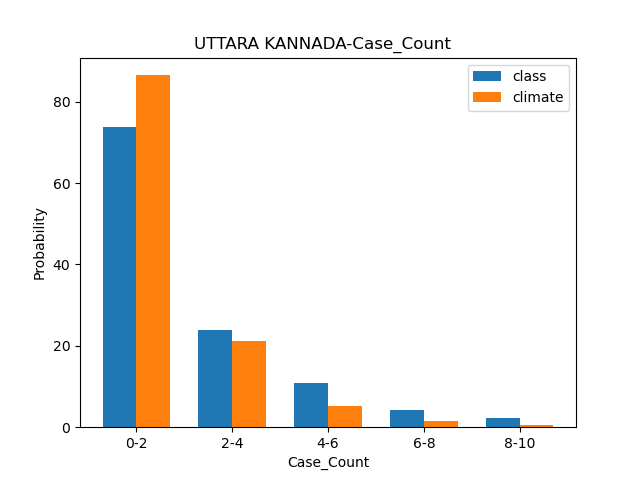 UTTARA KANNADA-Case_Count
class
climate
80
60
40
20
0
Probability
0-2 2-4 4-6 6-8 8-10
Case_Count